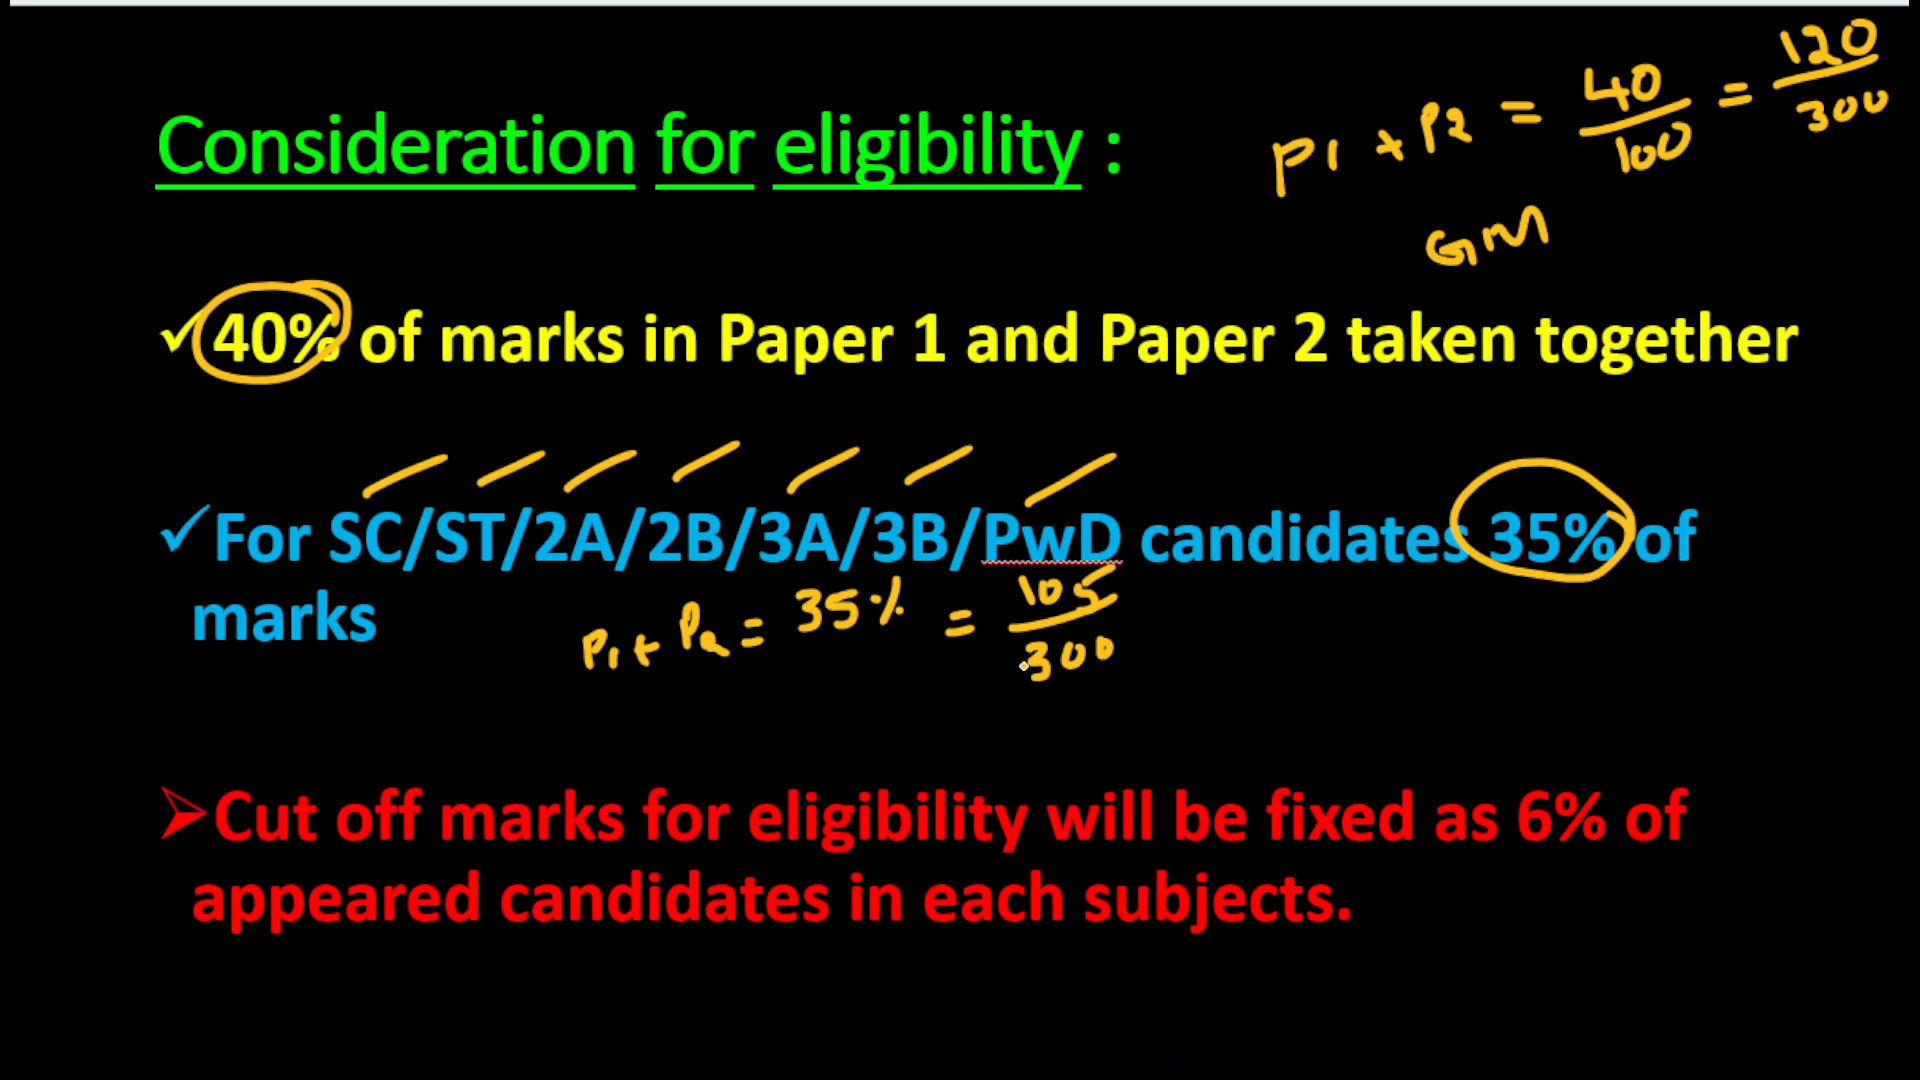 P1 + P2 = 40/100 = 120/300
Consideration for eligibility :
GM
✓40% of marks in Paper 1 and Paper 2 taken together
✓For SC/ST/2A/2B/3A/3B/PwD candidates 35% of
marks
P1 + P2 = 35% = 105/300
➢Cut off marks for eligibility will be fixed as 6% of
appeared candidates in each subjects.